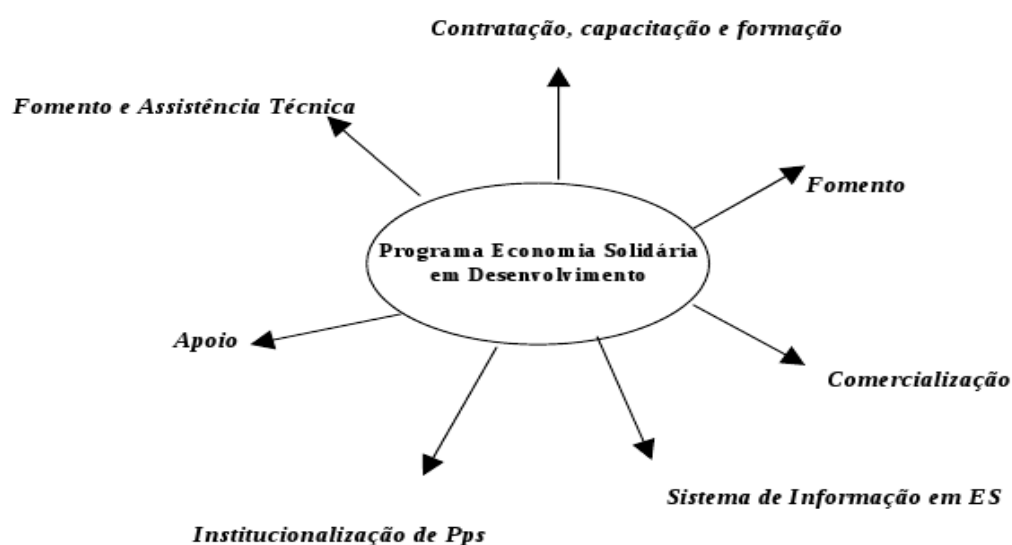 Contratação, capacitação e formação
Fomento e Assistência Técnica
Fomento
Programa Economia Solidária
em Desenvolvimento
Apoio
Comercialização
Sistema de Informação em ES
Institucionalização de Pps